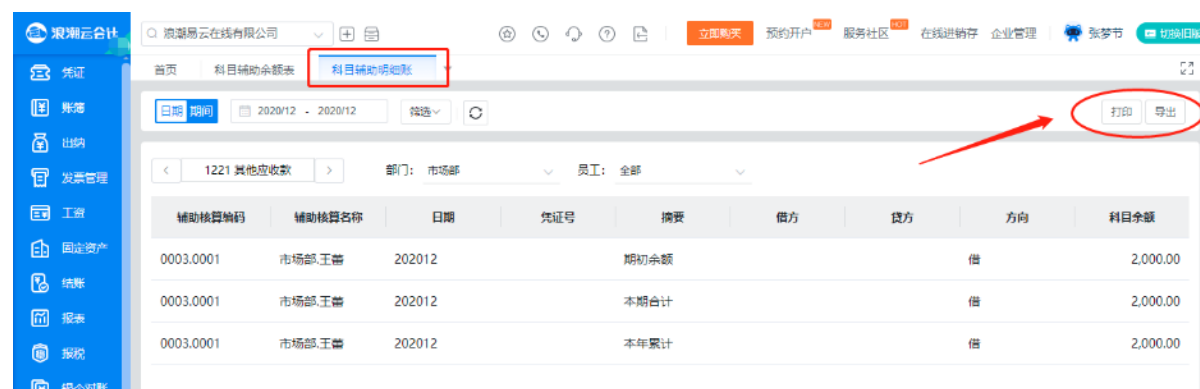 浪潮云会计
浪潮易云在线有限公司
立即购买
预约开户
NEW
服务社区
HOT
在线进销存
企业管理
张梦节
切换旧版
凭证
首页
科目辅助余额表
科目辅助明细账
账簿
日期 期间
2020/12 - 2020/12
筛选
打印
导出
出纳
发票管理
1221 其他应收款
部门: 市场部
员工: 全部
工资
辅助核算编码 辅助核算名称 日期 凭证号 摘要 借方 贷方 方向 科目余额
固定资产
0003.0001 市场部.王蕾 202012 期初余额 借 2,000.00
结账
0003.0001 市场部.王蕾 202012 本期合计 借 2,000.00
报表
0003.0001 市场部.王蕾 202012 本年累计 借 2,000.00
报税